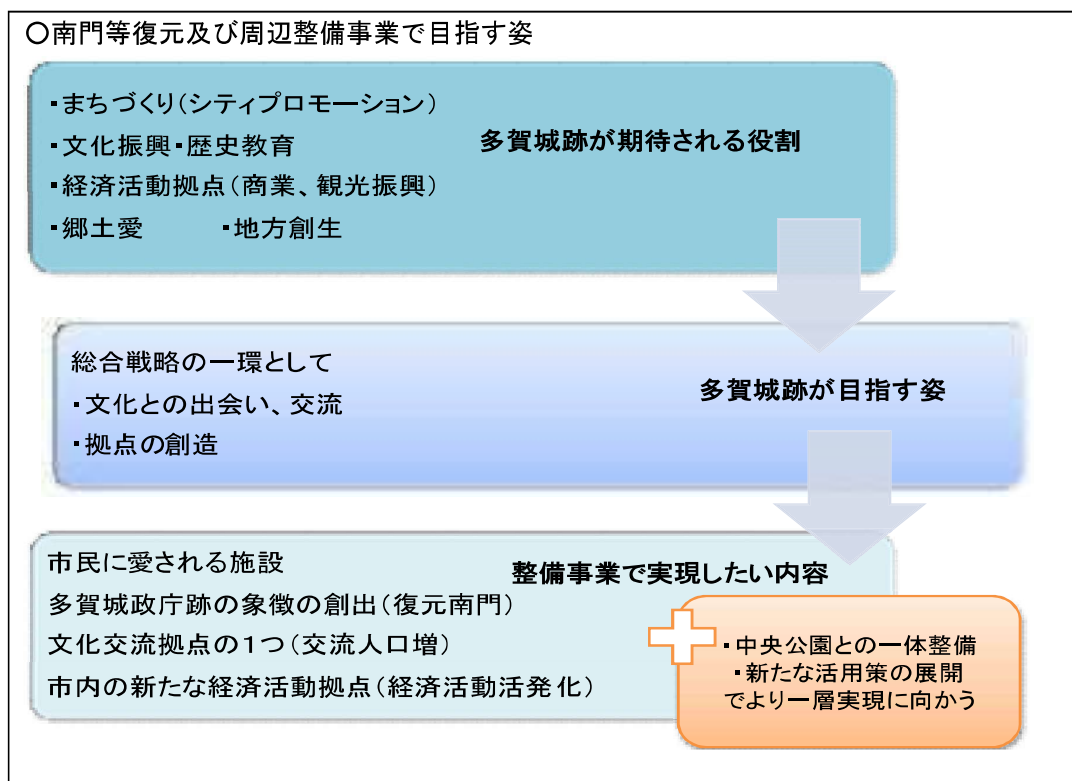 〇南門等復元及び周辺整備事業で目指す姿
・まちづくり(シティプロモーション)
・文化振興・歴史教育
多賀城跡が期待される役割
・経済活動拠点(商業、観光振興)
・郷土愛 ・地方創生
総合戦略の一環として
多賀城跡が目指す姿
・文化との出会い、交流
・拠点の創造
市民に愛される施設
整備事業で実現したい内容
多賀城政庁跡の象徴の創出(復元南門)
文化交流拠点の1つ(交流人口増)
市内の新たな経済活動拠点(経済活動活発化)
・中央公園との一体整備
・新たな活用策の展開
でより一層実現に向かう